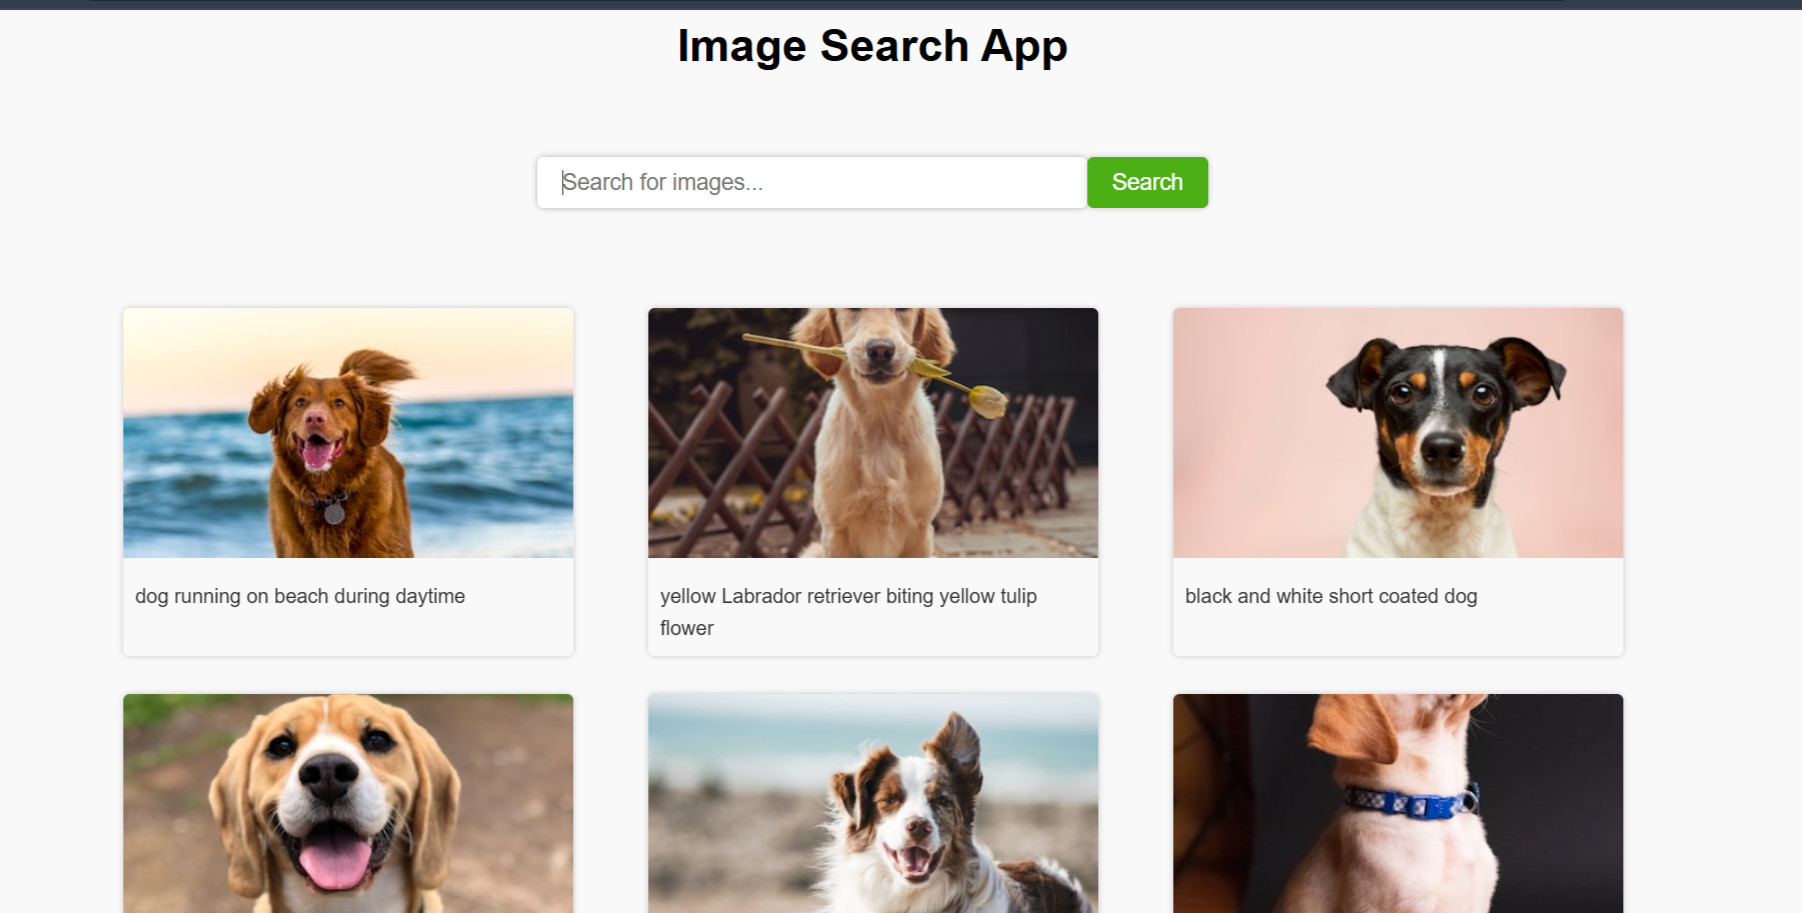 Image Search App
Search for images...
Search
dog running on beach during daytime
yellow Labrador retriever biting yellow tulip
flower
black and white short coated dog